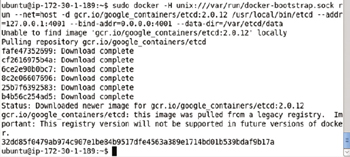 ubuntu@ip-172-30-1-189:~$ sudo docker -H unix:///var/run/docker-bootstrap.sock r
un --net=host -d gcr.io/google_containers/etcd:2.0.12 /usr/local/bin/etcd --addr
=127.0.0.1:4001 --bind-addr=0.0.0.0:4001 --data-dir=/var/etcd/data
Unable to find image 'gcr.io/google_containers/etcd:2.0.12' locally
Pulling repository gcr.io/google_containers/etcd
fafe47352699: Download complete
cf2616975b4a: Download complete
6ce2e90b0bc7: Download complete
8c2e06607696: Download complete
25b7f6392583: Download complete
b4b56c254ad5: Download complete
Status: Downloaded newer image for gcr.io/google_containers/etcd:2.0.12
gcr.io/google_containers/etcd: this image was pulled from a legacy registry.  Im
portant: This registry version will not be supported in future versions of docke
r.
32dd85f0479ab974c907e1be84b9517dfe4563a389e1714bd01b539bdaf9b17a
ubuntu@ip-172-30-1-189:~$